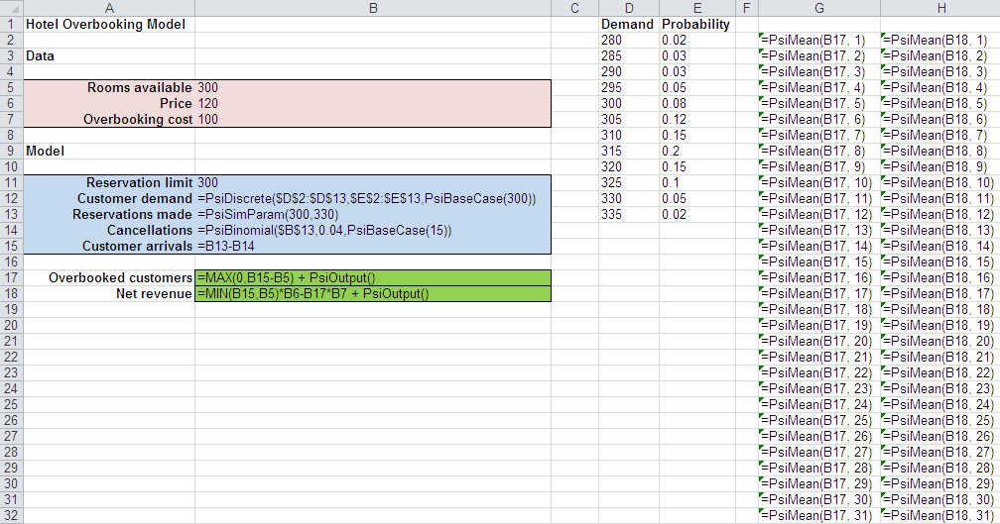 A B C D E F G H
1 Hotel Overbooking Model Demand Probability
2 280 0.02 =PsiMean(B17, 1) =PsiMean(B18, 1)
3 Data 285 0.03 =PsiMean(B17, 2) =PsiMean(B18, 2)
4 290 0.03 =PsiMean(B17, 3) =PsiMean(B18, 3)
5 Rooms available 300 295 0.05 =PsiMean(B17, 4) =PsiMean(B18, 4)
6 Price 120 300 0.08 =PsiMean(B17, 5) =PsiMean(B18, 5)
7 Overbooking cost 100 305 0.12 =PsiMean(B17, 6) =PsiMean(B18, 6)
8 310 0.15 =PsiMean(B17, 7) =PsiMean(B18, 7)
9 Model 315 0.2 =PsiMean(B17, 8) =PsiMean(B18, 8)
10 320 0.15 =PsiMean(B17, 9) =PsiMean(B18, 9)
11 Reservation limit 300 325 0.1 =PsiMean(B17, 10) =PsiMean(B18, 10)
12 Customer demand =PsiDiscrete($D$2:$D$13,$E$2:$E$13,PsiBaseCase(300)) 330 0.05 =PsiMean(B17, 11) =PsiMean(B18, 11)
13 Reservations made =PsiSimParam(300,330) 335 0.02 =PsiMean(B17, 12) =PsiMean(B18, 12)
14 Cancellations =PsiBinomial($B$13,0.04,PsiBaseCase(15)) =PsiMean(B17, 13) =PsiMean(B18, 13)
15 Customer arrivals =B13-B14 =PsiMean(B17, 14) =PsiMean(B18, 14)
16 =PsiMean(B17, 15) =PsiMean(B18, 15)
17 Overbooked customers =MAX(0,B15-B5) + PsiOutput() =PsiMean(B17, 16) =PsiMean(B18, 16)
18 Net revenue =MIN(B15,B5)*B6-B17*B7 + PsiOutput() =PsiMean(B17, 17) =PsiMean(B18, 17)
19 =PsiMean(B17, 18) =PsiMean(B18, 18)
20 =PsiMean(B17, 19) =PsiMean(B18, 19)
21 =PsiMean(B17, 20) =PsiMean(B18, 20)
22 =PsiMean(B17, 21) =PsiMean(B18, 21)
23 =PsiMean(B17, 22) =PsiMean(B18, 22)
24 =PsiMean(B17, 23) =PsiMean(B18, 23)
25 =PsiMean(B17, 24) =PsiMean(B18, 24)
26 =PsiMean(B17, 25) =PsiMean(B18, 25)
27 =PsiMean(B17, 26) =PsiMean(B18, 26)
28 =PsiMean(B17, 27) =PsiMean(B18, 27)
29 =PsiMean(B17, 28) =PsiMean(B18, 28)
30 =PsiMean(B17, 29) =PsiMean(B18, 29)
31 =PsiMean(B17, 30) =PsiMean(B18, 30)
32 =PsiMean(B17, 31) =PsiMean(B18, 31)